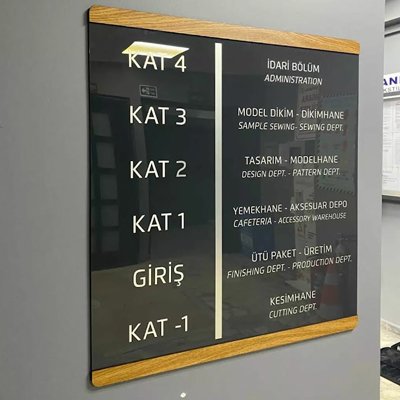 KAT 4
İDARİ BÖLÜM
ADMINISTRATION
KAT 3
MODEL DİKİM - DİKİMHANE
SAMPLE SEWING- SEWING DEPT.
KAT 2
TASARIM - MODELHANE
DESIGN DEPT. - PATTERN DEPT.
KAT 1
YEMEKHANE - AKSESUAR DEPO
CAFETERIA - ACCESSORY WAREHOUSE
GİRİŞ
ÜTÜ PAKET - ÜRETİM
FINISHING DEPT. - PRODUCTION DEPT.
KAT -1
KESİMHANE
CUTTING DEPT.